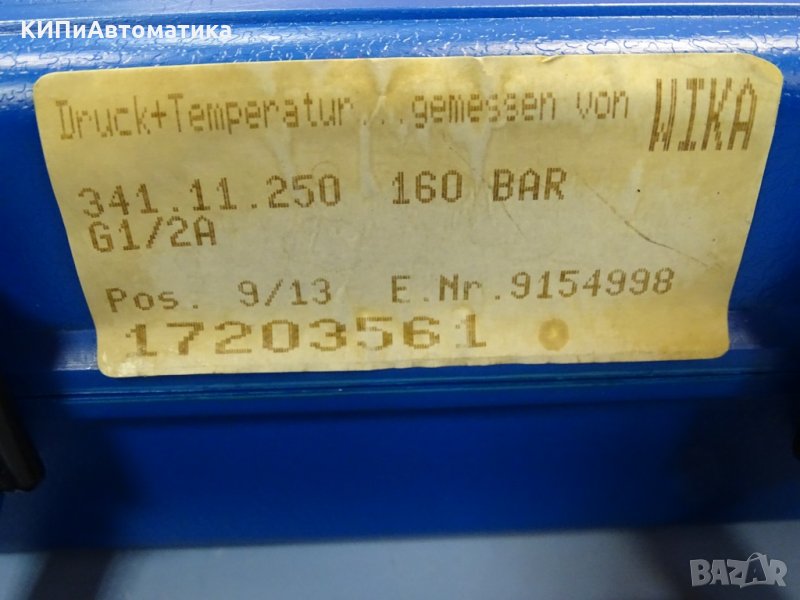 КИПиАвтоматика
Druck+Temperatur...gemessen von WIKA
341.11.250 160 BAR
G1/2A
Pos. 9/13 E.Nr.9154998
17203561
BAZAR